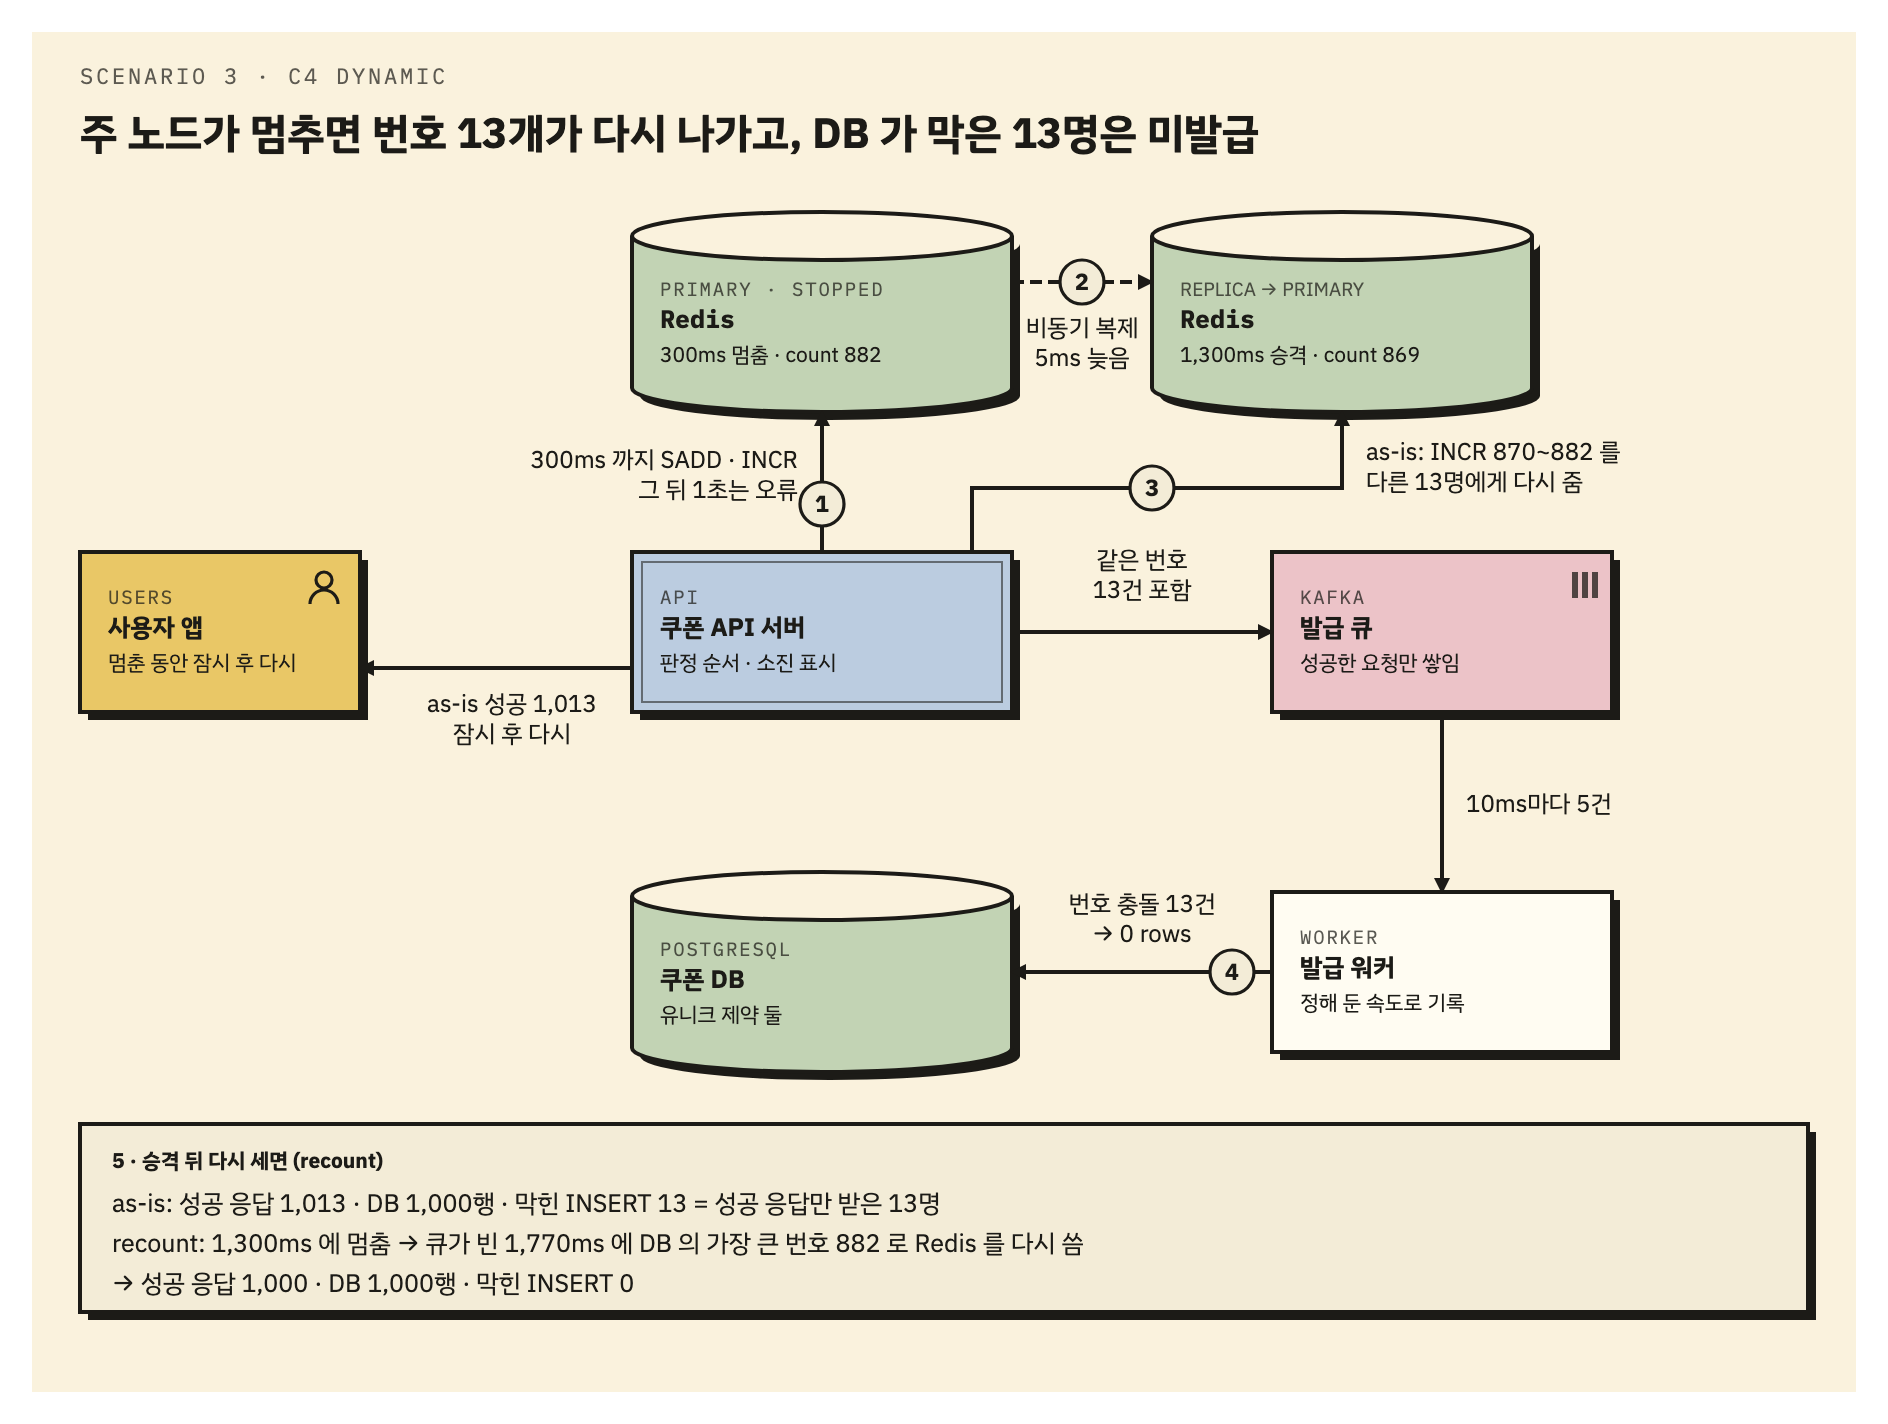 SCENARIO 3 · C4 DYNAMIC
주 노드가 멈추면 번호 13개가 다시 나가고, DB 가 막은 13명은 미발급
PRIMARY · STOPPED
Redis
300ms 멈춤 · count 882
2
비동기 복제
5ms 늦음
REPLICA → PRIMARY
Redis
1,300ms 승격 · count 869
300ms 까지 SADD · INCR
그 뒤 1초는 오류
1
3
as-is: INCR 870~882 를
다른 13명에게 다시 줌
USERS
사용자 앱
멈춘 동안 잠시 후 다시
as-is 성공 1,013
잠시 후 다시
API
쿠폰 API 서버
판정 순서 · 소진 표시
같은 번호
13건 포함
KAFKA
발급 큐
성공한 요청만 쌓임
10ms마다 5건
POSTGRESQL
쿠폰 DB
유니크 제약 둘
번호 충돌 13건
→ 0 rows
4
WORKER
발급 워커
정해 둔 속도로 기록
5 · 승격 뒤 다시 세면 (recount)
as-is: 성공 응답 1,013 · DB 1,000행 · 막힌 INSERT 13 = 성공 응답만 받은 13명
recount: 1,300ms 에 멈춤 → 큐가 빈 1,770ms 에 DB 의 가장 큰 번호 882 로 Redis 를 다시 씀
→ 성공 응답 1,000 · DB 1,000행 · 막힌 INSERT 0